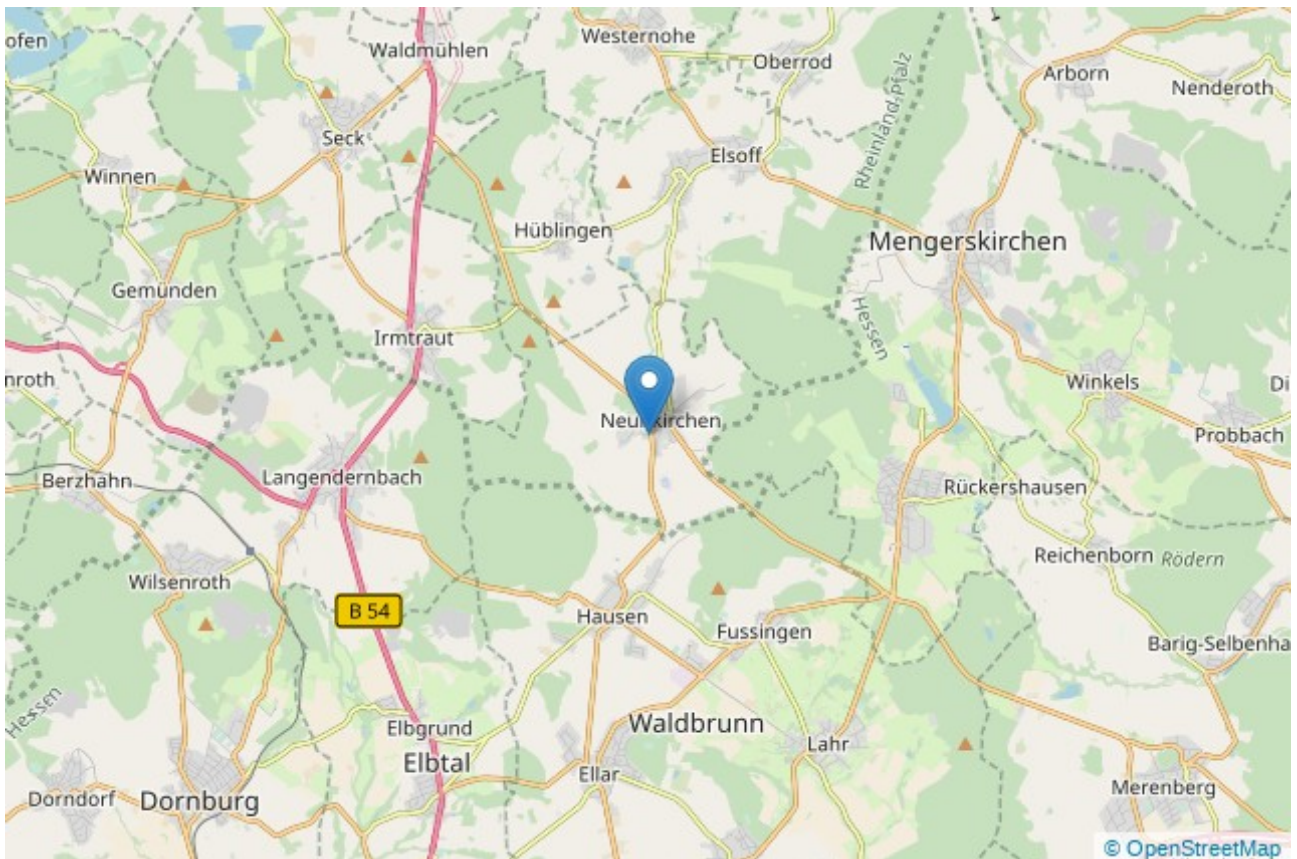 ofen
Waldmühlen
Westernohe
Oberrod
Arborn
Nenderoth
Rheinland-Pfalz
Seck
Elsoff
Winnen
Hüblingen
Mengerskirchen
Gemünden
Hessen
Irmtraut
nroth
Winkels
Di
Neunkirchen
Probbach
Berzhahn
Langendernbach
Rückershausen
Reichenborn
Rödern
Wilsenroth
B 54
Hausen
Fussingen
Barig-Selbenha
Hessen
Elbgrund
Waldbrunn
Lahr
Elbtal
Ellar
Dorndorf
Dornburg
Merenberg
© OpenStreetMap